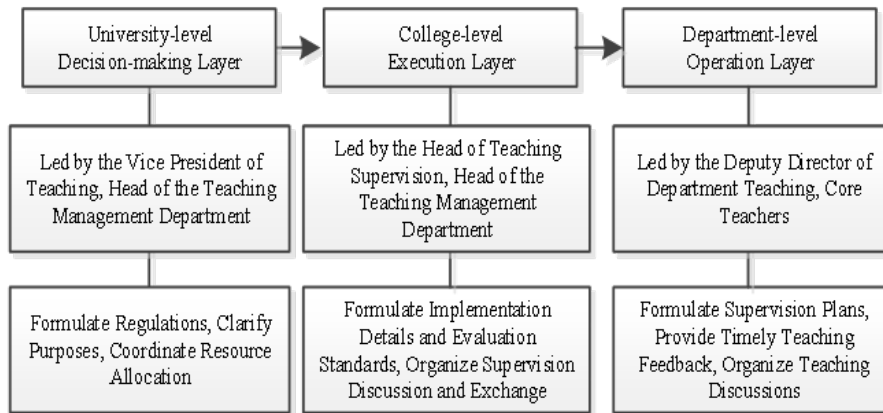 University-level
Decision-making Layer
College-level
Execution Layer
Department-level
Operation Layer
Led by the Vice President of
Teaching, Head of the Teaching
Management Department
Led by the Head of Teaching
Supervision, Head of the
Teaching Management
Department
Led by the Deputy Director of
Department Teaching, Core
Teachers
Formulate Regulations, Clarify
Purposes, Coordinate Resource
Allocation
Formulate Implementation
Details and Evaluation
Standards, Organize Supervision
Discussion and Exchange
Formulate Supervision Plans,
Provide Timely Teaching
Feedback, Organize Teaching
Discussions